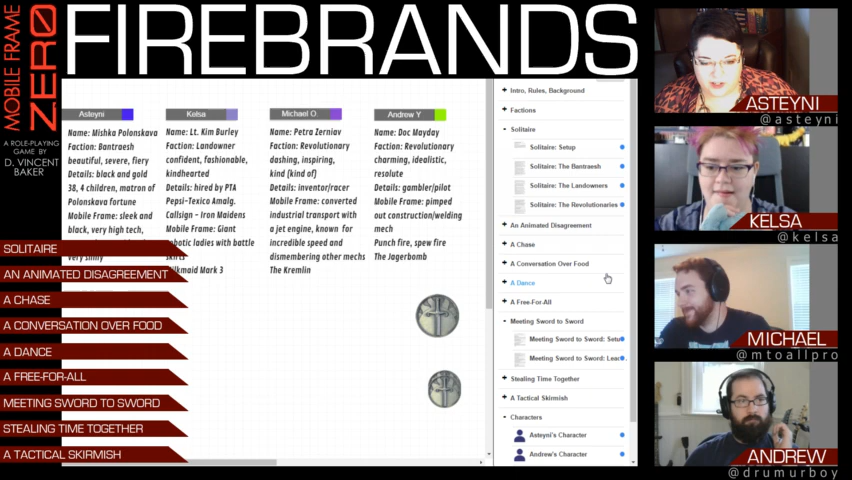 MOBILE FRAME
ZERO
FIREBRANDS
A ROLE-PLAYING
GAME BY
D. VINCENT
BAKER
Asteyni
Name: Mishka Polonskava
Faction: Bantraesh
beautiful, severe, fiery
Details: black and gold
38, 4 children, matron of
Polonskava fortune
Mobile Frame: sleek and
black, very high tech,
very shiny
Kelsa
Name: Lt. Kim Burley
Faction: Landowner
confident, fashionable,
kindhearted
Details: hired by PTA
Pepsi-Texico Amalg.
Callsign - Iron Maidens
Mobile Frame: Giant
robotic ladies with battle
skirts
Milkmaid Mark 3
Michael O.
Name: Petra Zerniav
Faction: Revolutionary
dashing, inspiring,
kind (kind of)
Details: inventor/racer
Mobile Frame: converted
industrial transport with
a jet engine, known for
incredible speed and
dismembering other mechs
The Kremlin
Andrew Y
Name: Doc Mayday
Faction: Revolutionary
charming, idealistic,
resolute
Details: gambler/pilot
Mobile Frame: pimped
out construction/welding
mech
Punch fire, spew fire
The Jagerbomb
SOLITAIRE
AN ANIMATED DISAGREEMENT
A CHASE
A CONVERSATION OVER FOOD
A DANCE
A FREE-FOR-ALL
MEETING SWORD TO SWORD
STEALING TIME TOGETHER
A TACTICAL SKIRMISH
Intro, Rules, Background
Factions
Solitaire
Solitaire: Setup
Solitaire: The Bantraesh
Solitaire: The Landowners
Solitaire: The Revolutionaries
An Animated Disagreement
A Chase
A Conversation Over Food
A Dance
A Free-For-All
Meeting Sword to Sword
Meeting Sword to Sword: Setu
Meeting Sword to Sword: Leac
Stealing Time Together
A Tactical Skirmish
Characters
Asteyni's Character
Andrew's Character
ASTEYNI
@asteyni
KELSA
@kelsa
MICHAEL
@mtoallpro
ANDREW
@drumurboy